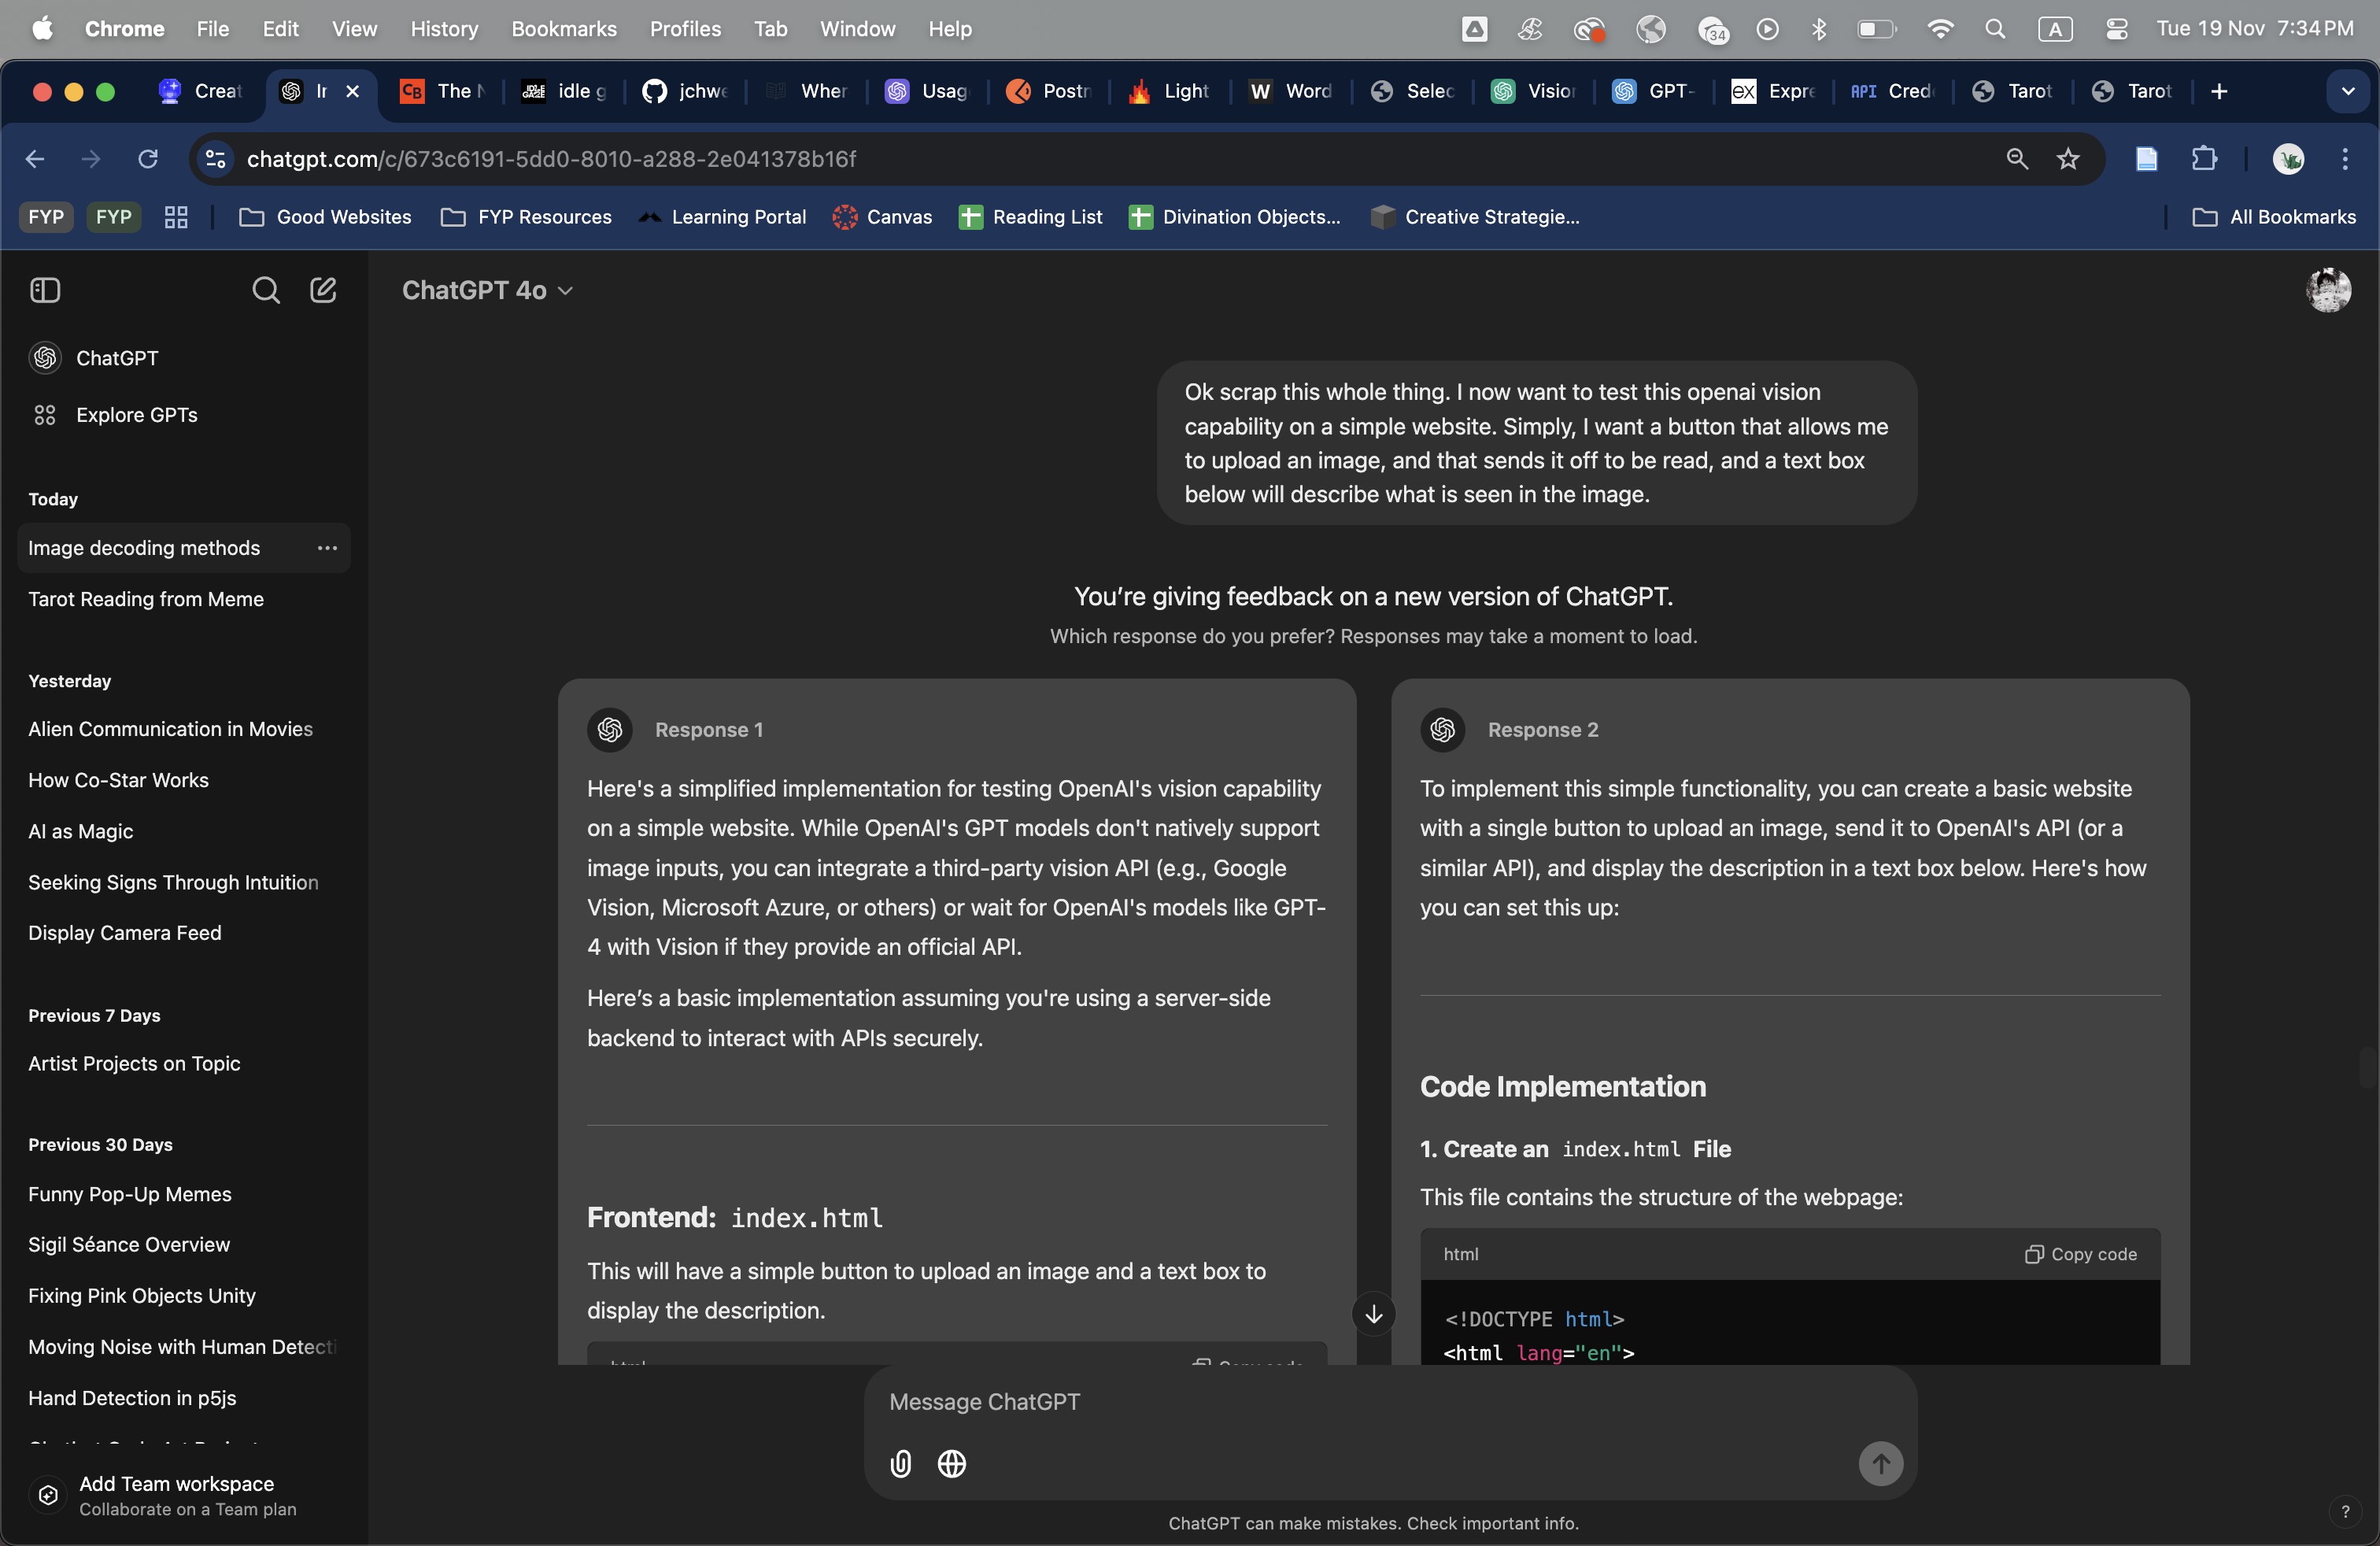 Chrome File Edit View History Bookmarks Profiles Tab Window Help
34 A Tue 19 Nov 7:34 PM
Creat Ir CB The N idle g jchwe Wher Usag Postn Light W Word Selec Vision GPT- ex Expre API Cred Tarot Tarot
chatgpt.com/c/673c6191-5dd0-8010-a288-2e041378b16f
FYP FYP Good Websites FYP Resources Learning Portal Canvas Reading List Divination Objects... Creative Strategie... All Bookmarks
ChatGPT 4o
ChatGPT
Explore GPTs
Today
Image decoding methods
Tarot Reading from Meme
Yesterday
Alien Communication in Movies
How Co-Star Works
AI as Magic
Seeking Signs Through Intuition
Display Camera Feed
Previous 7 Days
Artist Projects on Topic
Previous 30 Days
Funny Pop-Up Memes
Sigil Séance Overview
Fixing Pink Objects Unity
Moving Noise with Human Detecti
Hand Detection in p5js
Add Team workspace
Collaborate on a Team plan
Ok scrap this whole thing. I now want to test this openai vision
capability on a simple website. Simply, I want a button that allows me
to upload an image, and that sends it off to be read, and a text box
below will describe what is seen in the image.
You're giving feedback on a new version of ChatGPT.
Which response do you prefer? Responses may take a moment to load.
Response 1
Here's a simplified implementation for testing OpenAI's vision capability
on a simple website. While OpenAI's GPT models don't natively support
image inputs, you can integrate a third-party vision API (e.g., Google
Vision, Microsoft Azure, or others) or wait for OpenAI's models like GPT-
4 with Vision if they provide an official API.
Here's a basic implementation assuming you're using a server-side
backend to interact with APIs securely.
Frontend: index.html
This will have a simple button to upload an image and a text box to
display the description.
html Copy code
Response 2
To implement this simple functionality, you can create a basic website
with a single button to upload an image, send it to OpenAI's API (or a
similar API), and display the description in a text box below. Here's how
you can set this up:
Code Implementation
1. Create an index.html File
This file contains the structure of the webpage:
html Copy code
<!DOCTYPE html>
<html lang="en">
Message ChatGPT
ChatGPT can make mistakes. Check important info.
?